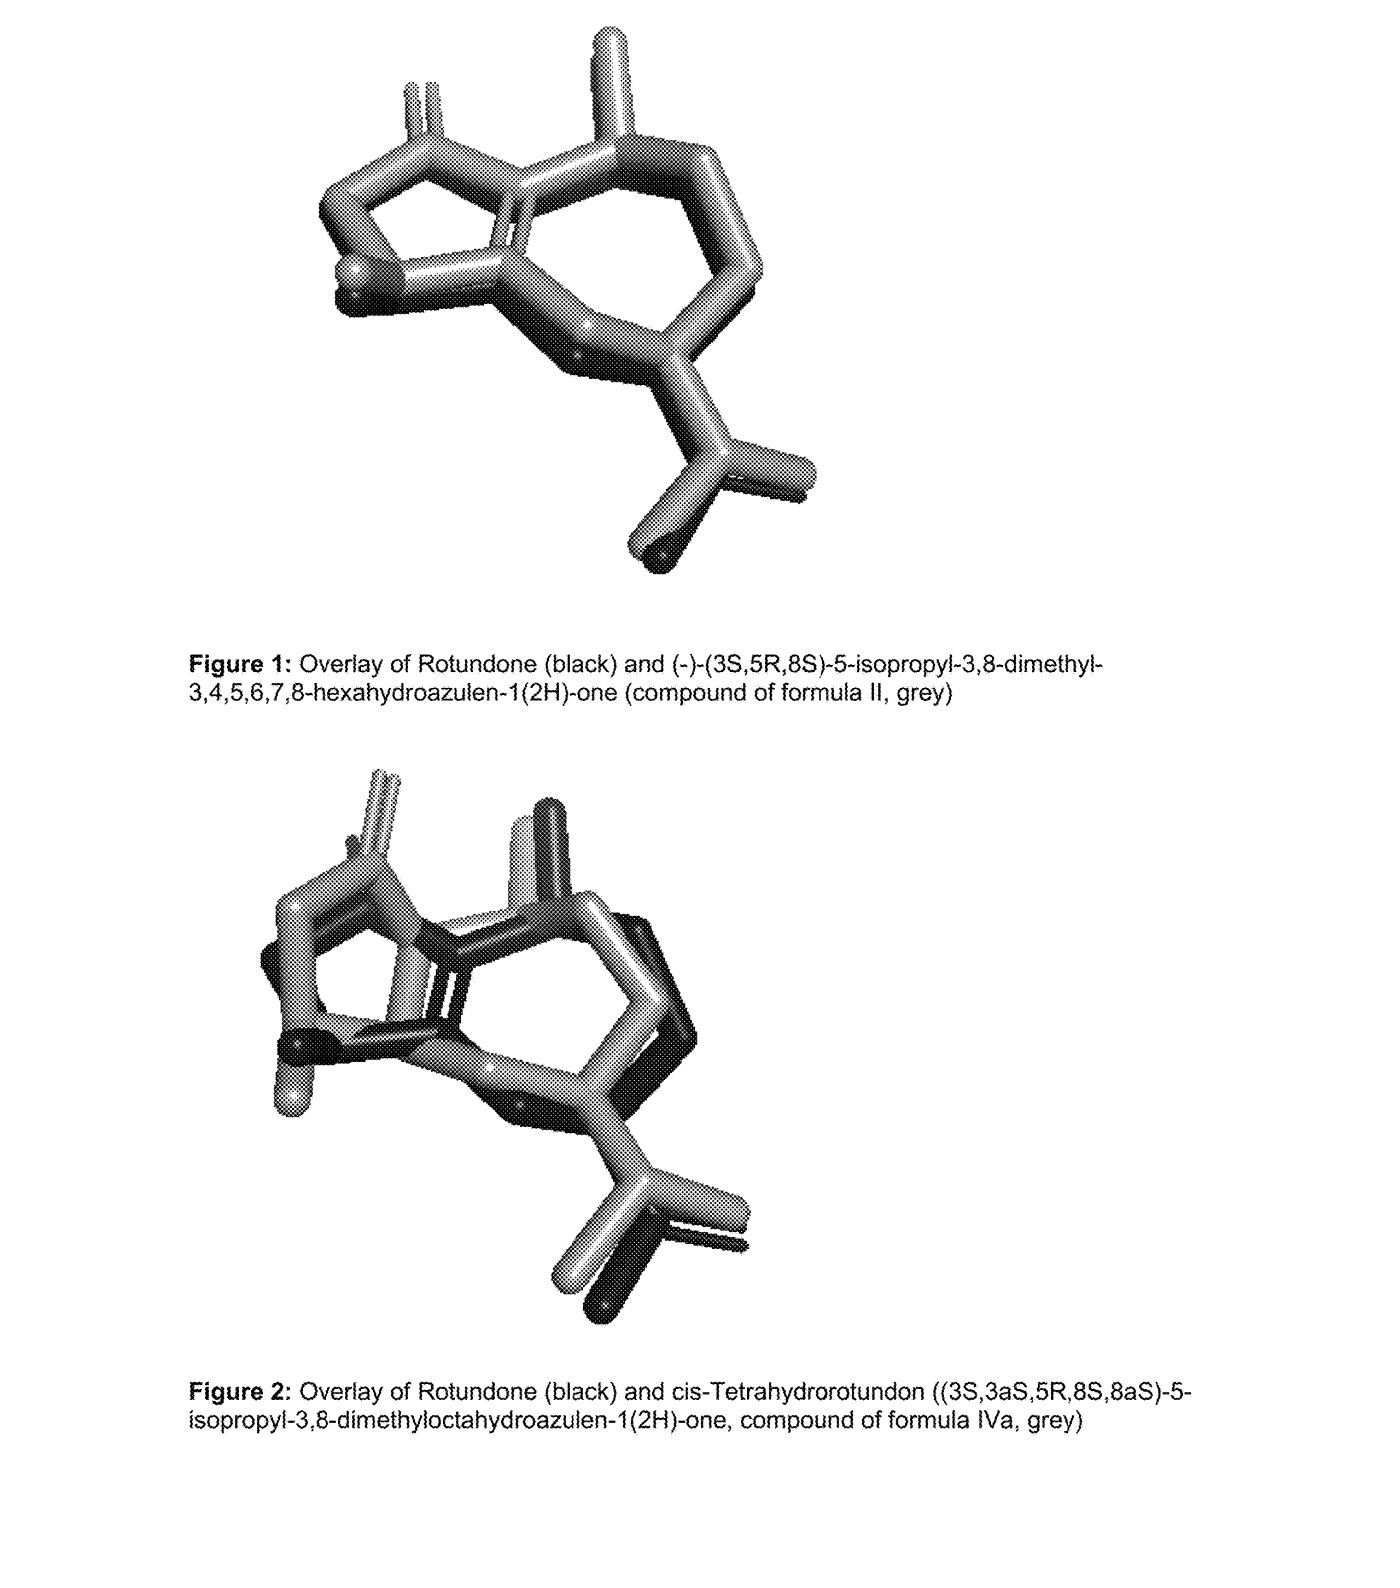 Figure 1: Overlay of Rotundone (black) and (-)-(3S,5R,8S)-5-isopropyl-3,8-dimethyl-
3,4,5,6,7,8-hexahydroazulen-1(2H)-one (compound of formula II, grey)
Figure 2: Overlay of Rotundone (black) and cis-Tetrahydrorotundon ((3S,3aS,5R,8S,8aS)-5-
isopropyl-3,8-dimethyloctahydroazulen-1(2H)-one, compound of formula IVa, grey)